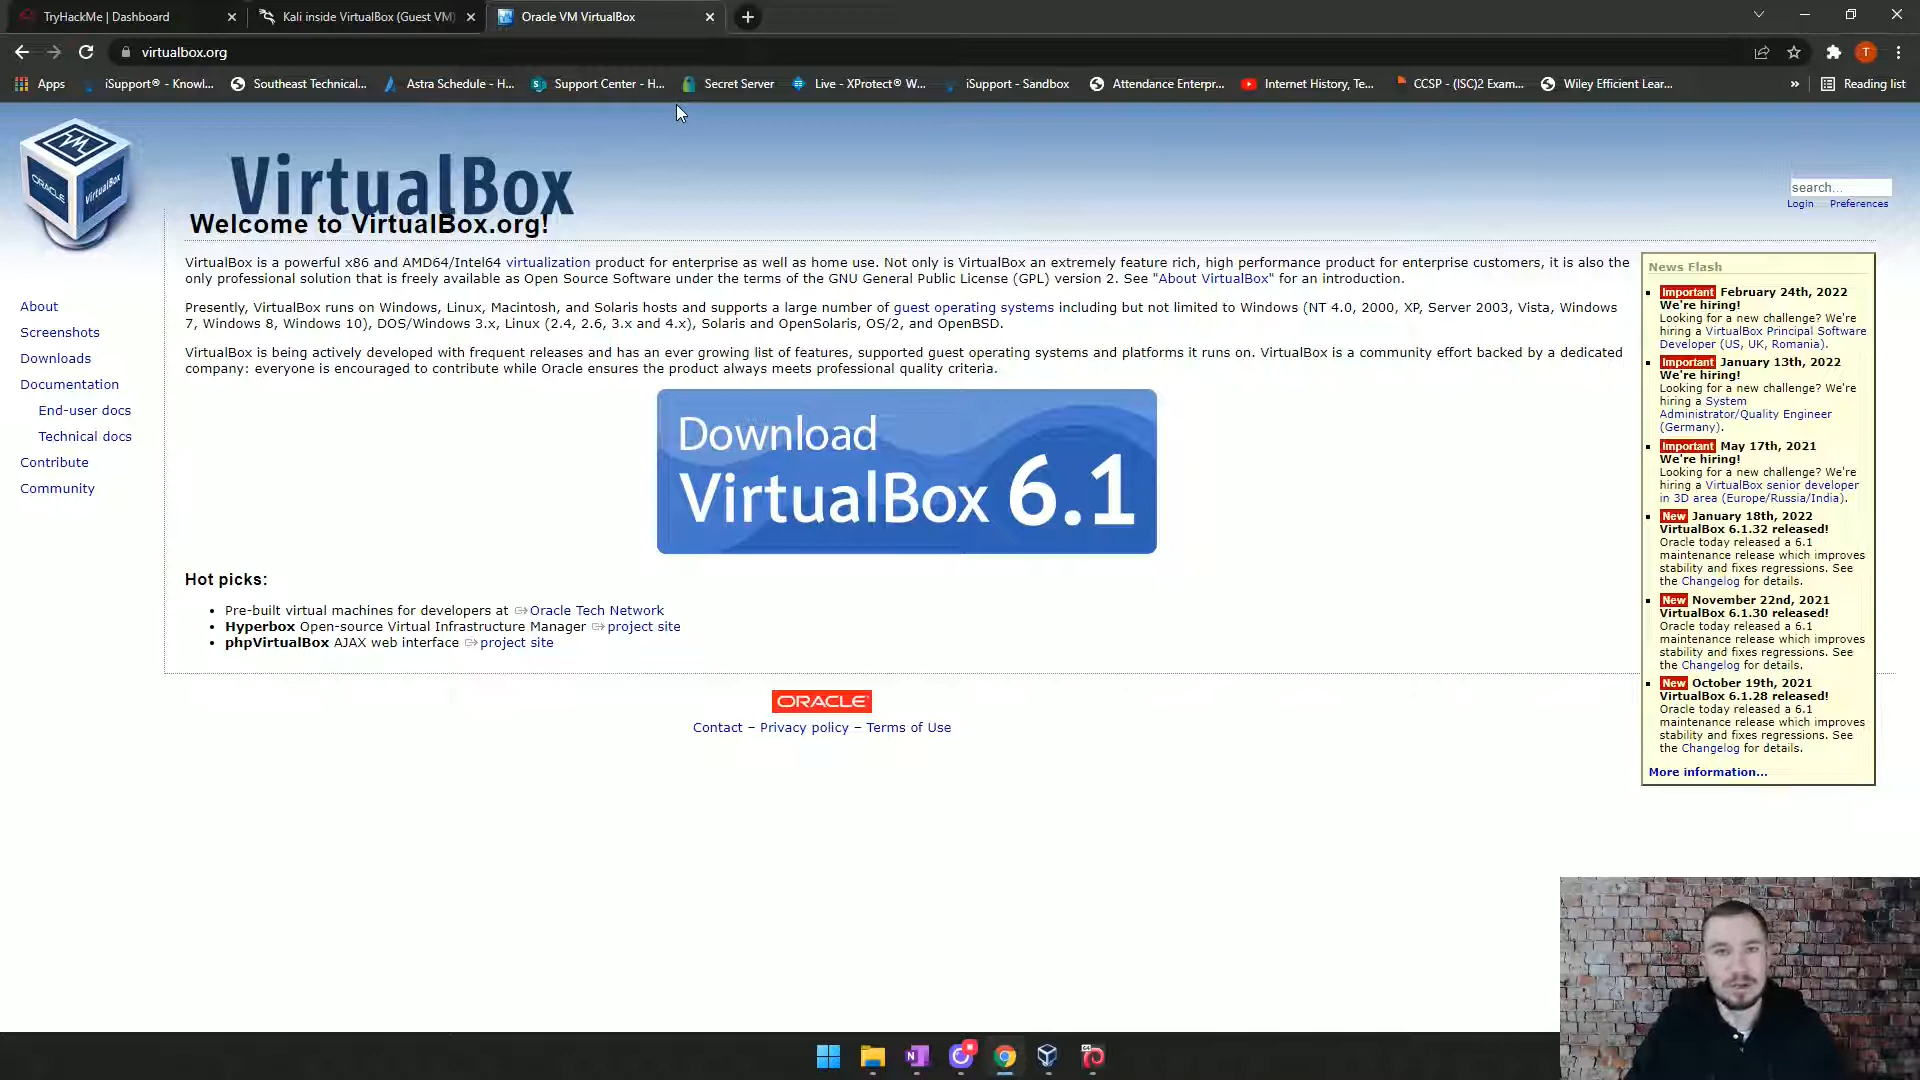 TryHackMe | Dashboard
Kali inside VirtualBox (Guest VM)
Oracle VM VirtualBox
virtualbox.org
T
Apps
iSupport® - Knowl...
Southeast Technical...
Astra Schedule - H...
Support Center - H...
Secret Server
Live - XProtect® W...
iSupport - Sandbox
Attendance Enterpr...
Internet History, Te...
CCSP - (ISC)2 Exam...
Wiley Efficient Lear...
»
Reading list
ORACLE
VirtualBox
VirtualBox
search...
Login
Preferences
Welcome to VirtualBox.org!
About
Screenshots
Downloads
Documentation
End-user docs
Technical docs
Contribute
Community
VirtualBox is a powerful x86 and AMD64/Intel64 virtualization product for enterprise as well as home use. Not only is VirtualBox an extremely feature rich, high performance product for enterprise customers, it is also the
only professional solution that is freely available as Open Source Software under the terms of the GNU General Public License (GPL) version 2. See "About VirtualBox" for an introduction.
Presently, VirtualBox runs on Windows, Linux, Macintosh, and Solaris hosts and supports a large number of guest operating systems including but not limited to Windows (NT 4.0, 2000, XP, Server 2003, Vista, Windows
7, Windows 8, Windows 10), DOS/Windows 3.x, Linux (2.4, 2.6, 3.x and 4.x), Solaris and OpenSolaris, OS/2, and OpenBSD.
VirtualBox is being actively developed with frequent releases and has an ever growing list of features, supported guest operating systems and platforms it runs on. VirtualBox is a community effort backed by a dedicated
company: everyone is encouraged to contribute while Oracle ensures the product always meets professional quality criteria.
Download
VirtualBox 6.1
Hot picks:
Pre-built virtual machines for developers at Oracle Tech Network
Hyperbox Open-source Virtual Infrastructure Manager project site
phpVirtualBox AJAX web interface project site
ORACLE
Contact – Privacy policy – Terms of Use
News Flash
Important February 24th, 2022
We're hiring!
Looking for a new challenge? We're
hiring a VirtualBox Principal Software
Developer (US, UK, Romania).
Important January 13th, 2022
We're hiring!
Looking for a new challenge? We're
hiring a System
Administrator/Quality Engineer
(Germany).
Important May 17th, 2021
We're hiring!
Looking for a new challenge? We're
hiring a VirtualBox senior developer
in 3D area (Europe/Russia/India).
New January 18th, 2022
VirtualBox 6.1.32 released!
Oracle today released a 6.1
maintenance release which improves
stability and fixes regressions. See
the Changelog for details.
New November 22nd, 2021
VirtualBox 6.1.30 released!
Oracle today released a 6.1
maintenance release which improves
stability and fixes regressions. See
the Changelog for details.
New October 19th, 2021
VirtualBox 6.1.28 released!
Oracle today released a 6.1
maintenance release which improves
stability and fixes regressions. See
the Changelog for details.
More information...